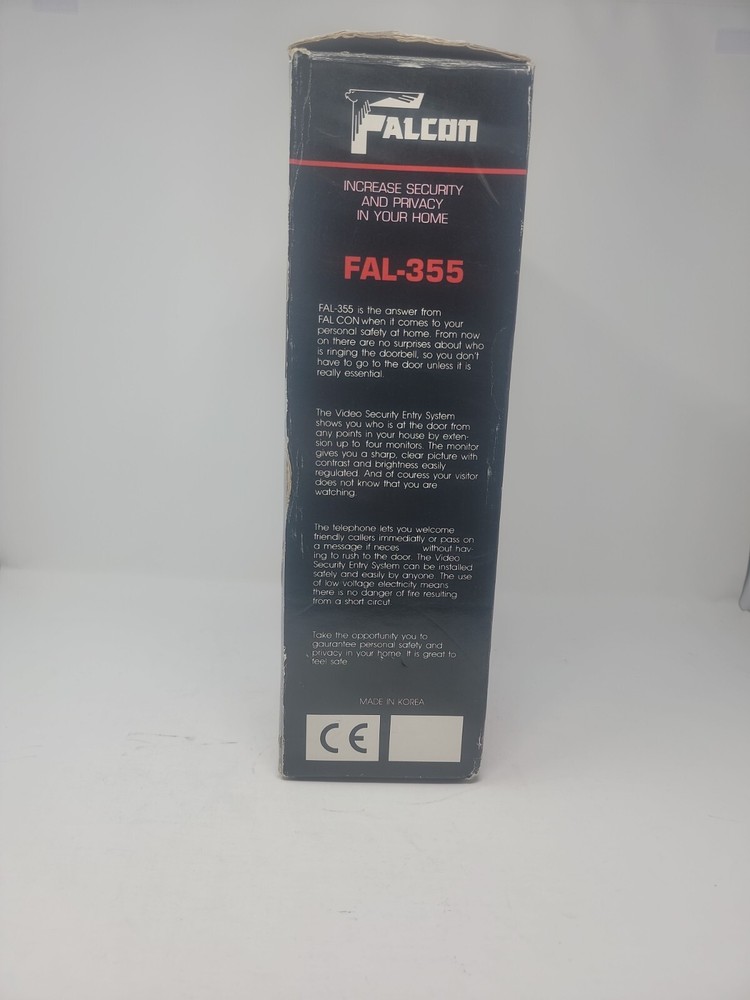 FALCON
INCREASE SECURITY
AND PRIVACY
IN YOUR HOME
FAL-355
FAL-355 is the answer from
FAL CON when it comes to your
personal safety at home. From now
on there are no surprises about who
is ringing the doorbell, so you don't
have to go to the door unless it is
really essential.
The Video Security Entry System
shows you who is at the door from
any points in your house by exten-
sion up to four monitors. The monitor
gives you a sharp, clear picture with
contrast and brightness easily
regulated. And of couress your visitor
does not know that you are
watching.
The telephone lets you welcome
friendly callers immediatly or pass on
a message if neces without hav-
ing to rush to the door. The Video
Security Entry System can be installed
safely and easily by anyone. The use
of low voltage electricity means
there is no danger of fire resulting
from a short circut.
Take the opportunity you to
gaurantee personal safety and
privacy in your home. It is great to
feel safe
MADE IN KOREA
CE